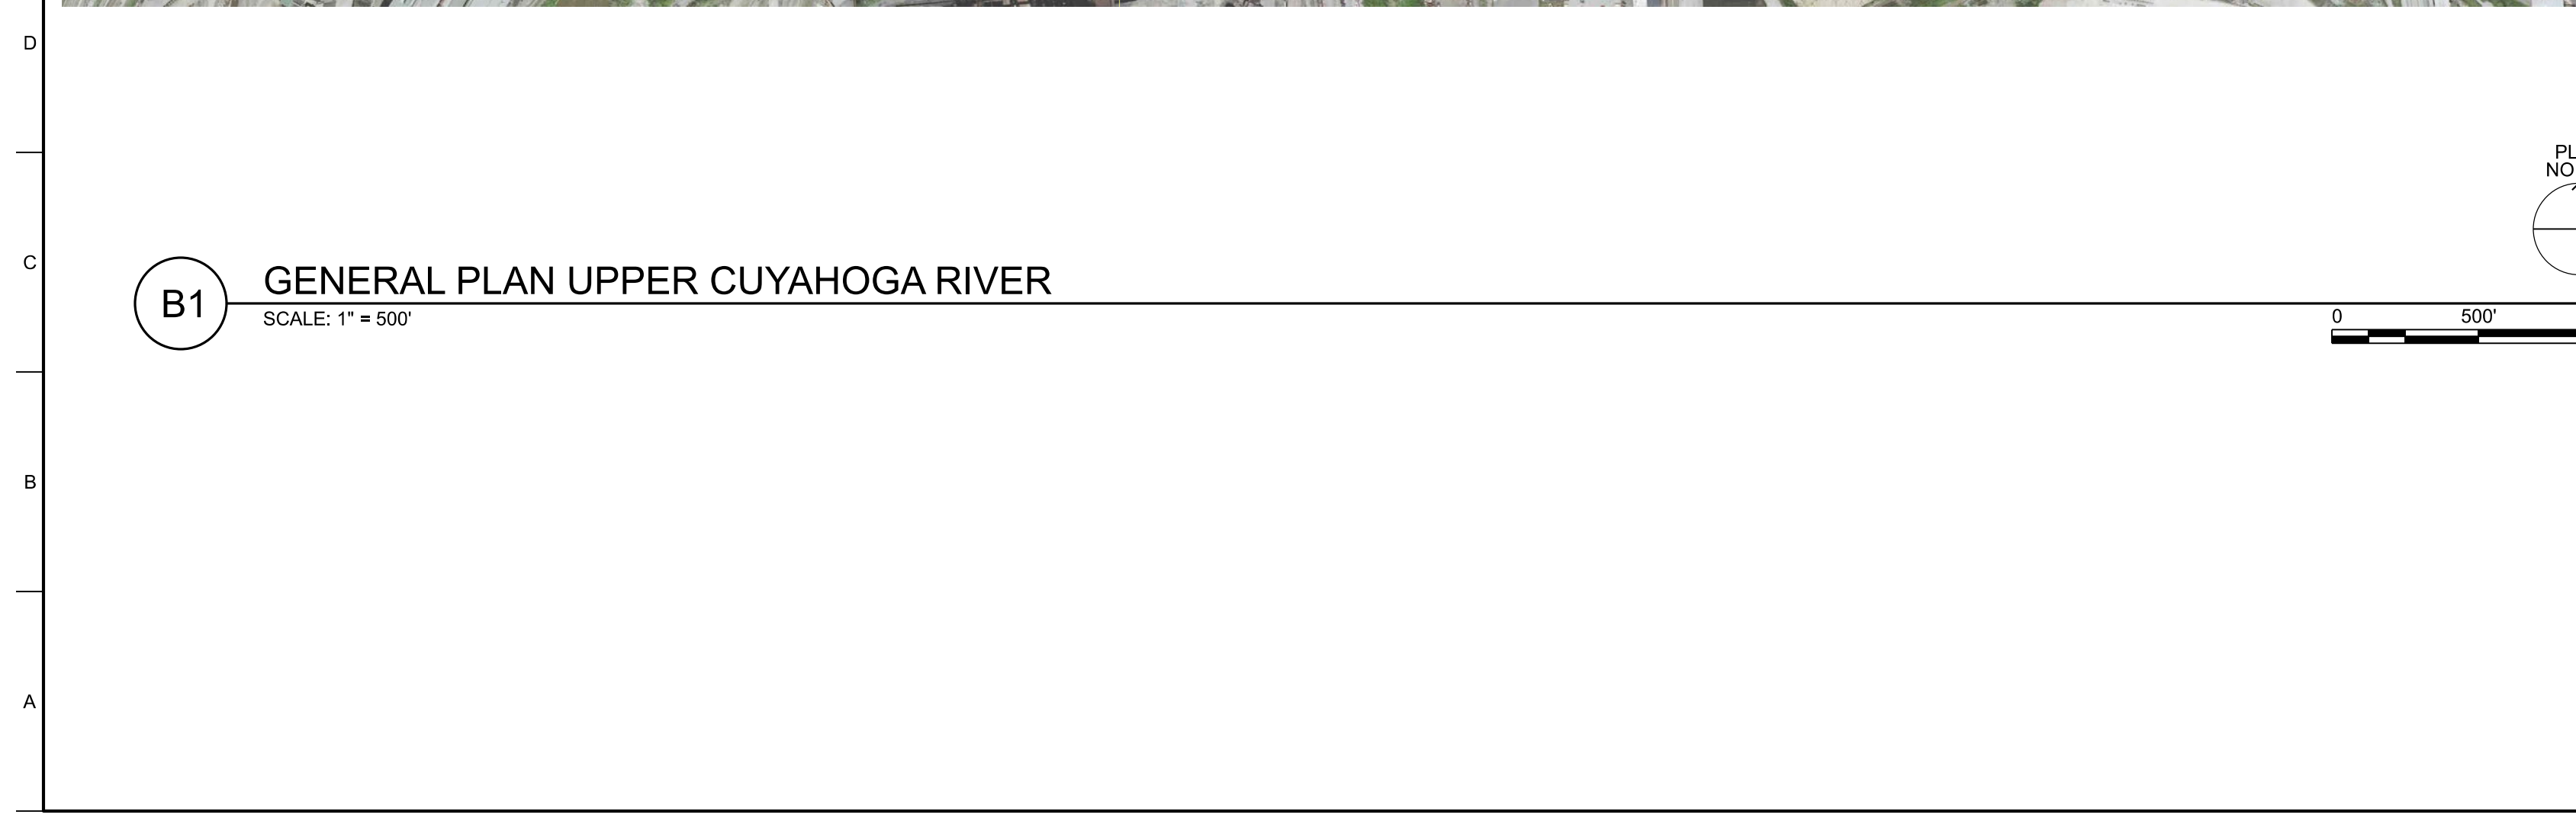 D
PL
NO
C
B1
GENERAL PLAN UPPER CUYAHOGA RIVER
SCALE: 1" = 500'
0 500'
B
A